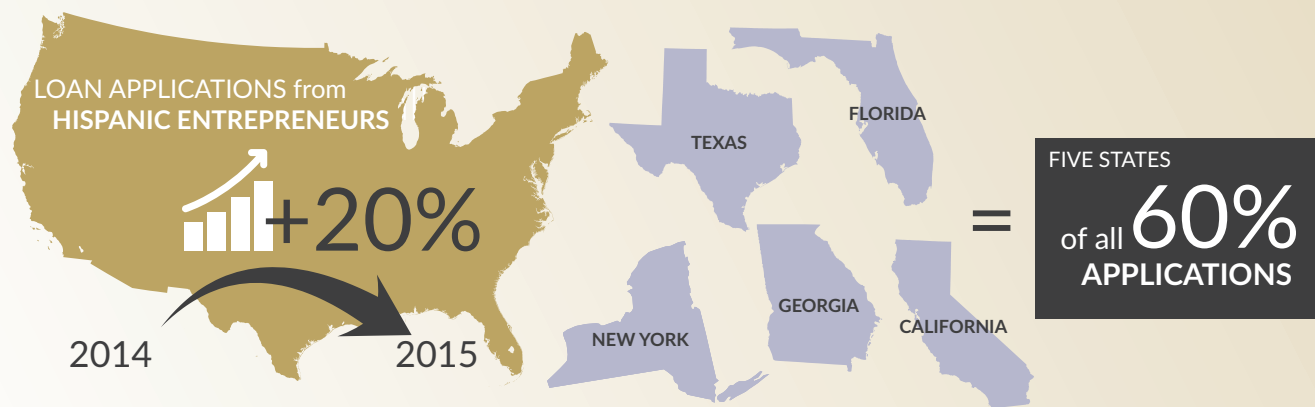 LOAN APPLICATIONS from
HISPANIC ENTREPRENEURS
+20%
2014
2015
TEXAS
FLORIDA
NEW YORK
GEORGIA
CALIFORNIA
=
FIVE STATES
of all 60%
APPLICATIONS